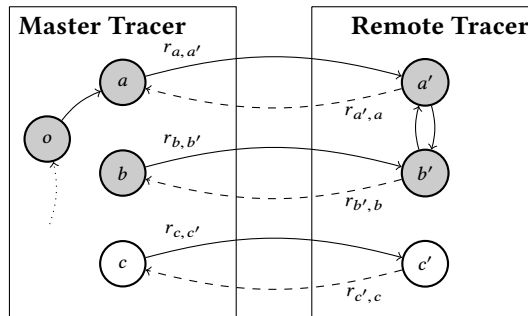 Master Tracer
Remote Tracer
r_{a,a′}
a
a′
r_{a′,a}
o
r_{b,b′}
b
b′
r_{b′,b}
r_{c,c′}
c
c′
r_{c′,c}